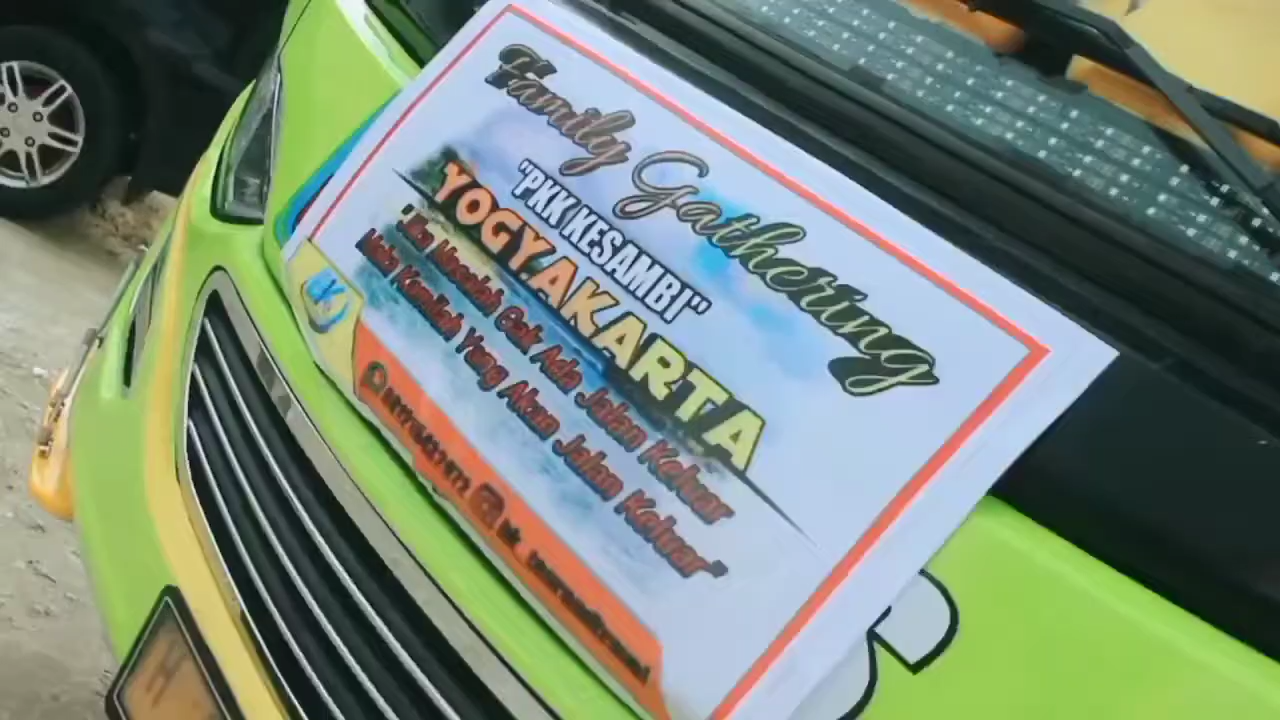 Family Gathering
"PKK KESAMBI"
YOGYAKARTA
"Jika Masalah Gak Ada Jalan Keluar
Maka Kamilah Yang Akan Jalan Keluar"